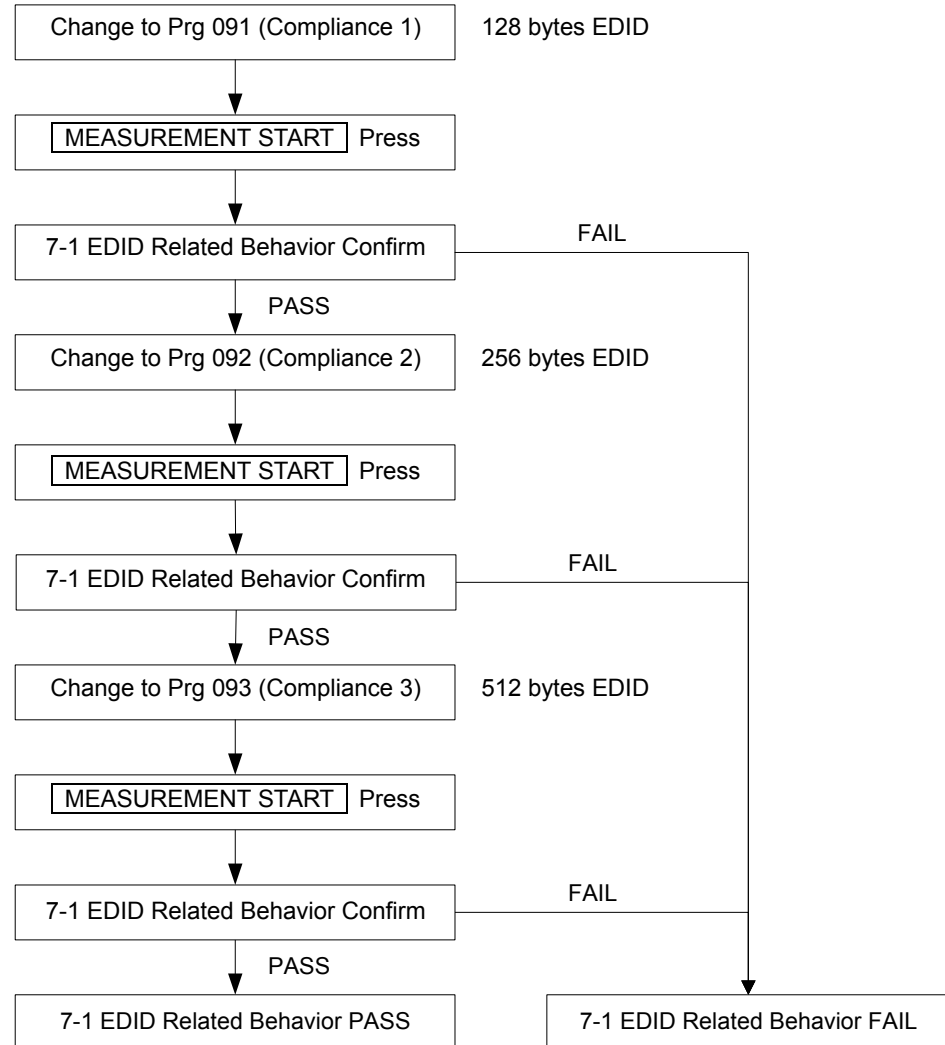 Change to Prg 091 (Compliance 1) 128 bytes EDID
MEASUREMENT START Press
7-1 EDID Related Behavior Confirm FAIL
PASS
Change to Prg 092 (Compliance 2) 256 bytes EDID
MEASUREMENT START Press
7-1 EDID Related Behavior Confirm FAIL
PASS
Change to Prg 093 (Compliance 3) 512 bytes EDID
MEASUREMENT START Press
7-1 EDID Related Behavior Confirm FAIL
PASS
7-1 EDID Related Behavior PASS 7-1 EDID Related Behavior FAIL